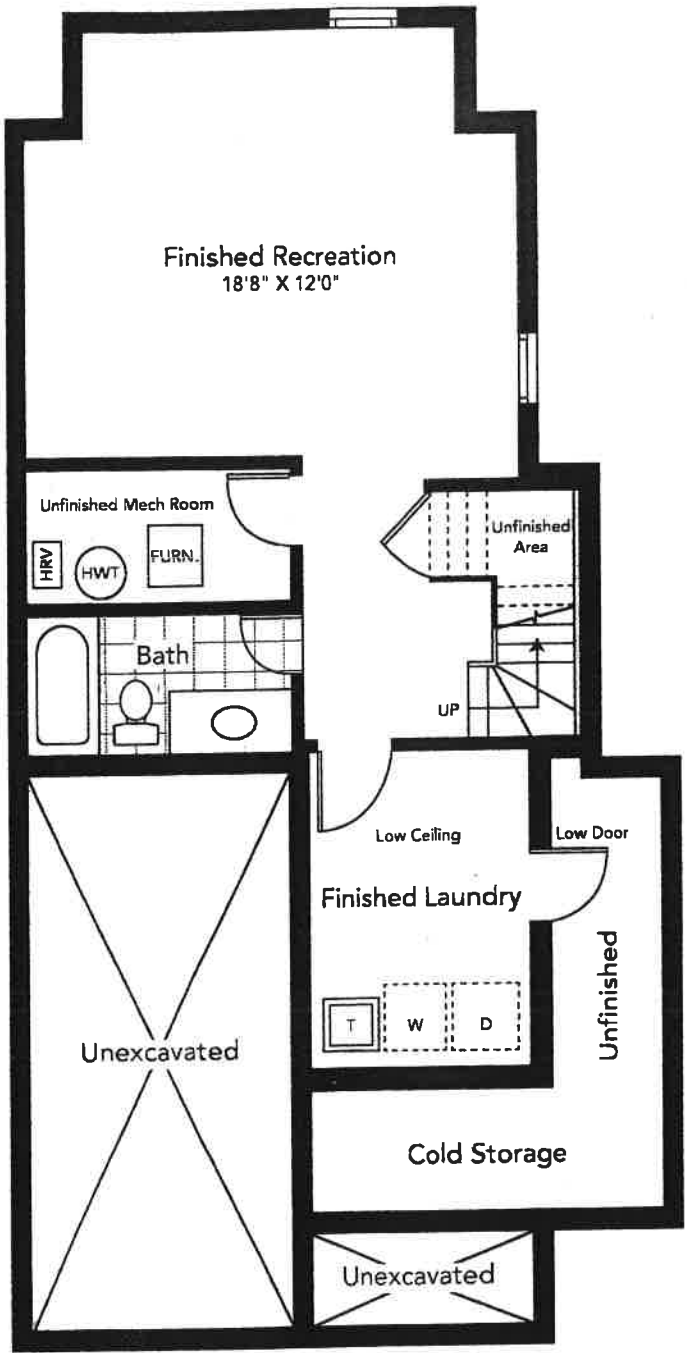 Finished Recreation
18'8" X 12'0"
Unfinished Mech Room
HRV
HWT
FURN.
Unfinished
Area
Bath
UP
Low Ceiling
Low Door
Finished Laundry
Unfinished
T
W
D
Unexcavated
Cold Storage
Unexcavated